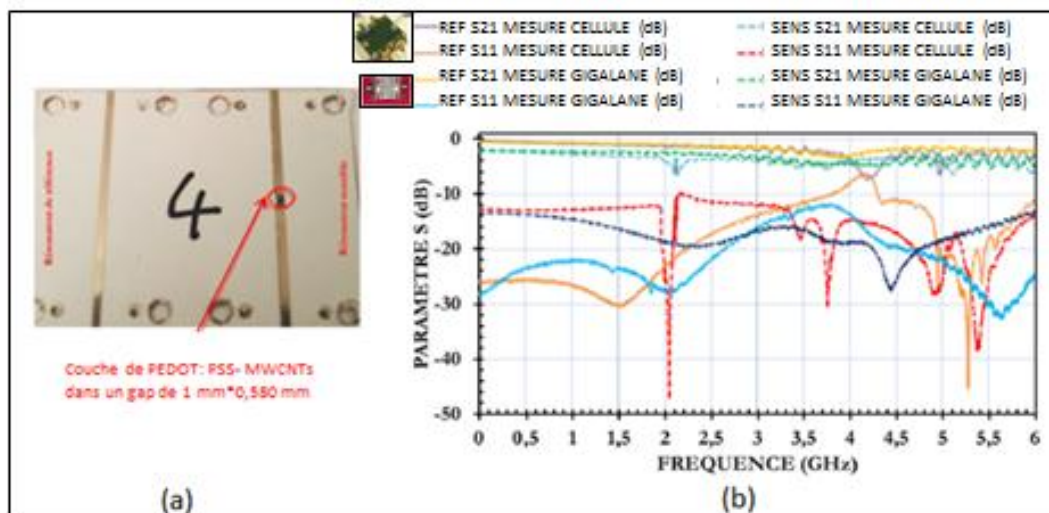 REF S21 MESURE CELLULE (dB)
REF S11 MESURE CELLULE (dB)
REF S21 MESURE GIGALANE (dB)
REF S11 MESURE GIGALANE (dB)
SENS S21 MESURE CELLULE (dB)
SENS S11 MESURE CELLULE (dB)
SENS S21 MESURE GIGALANE (dB)
SENS S11 MESURE GIGALANE (dB)
4
Couche de PEDOT: PSS- MWCNTs
dans un gap de 1 mm*0,580 mm
(a)
PARAMETRE S (dB)
0
-10
-20
-30
-40
-50
0 0,5 1 1,5 2 2,5 3 3,5 4 4,5 5 5,5 6
FREQUENCE (GHz)
(b)